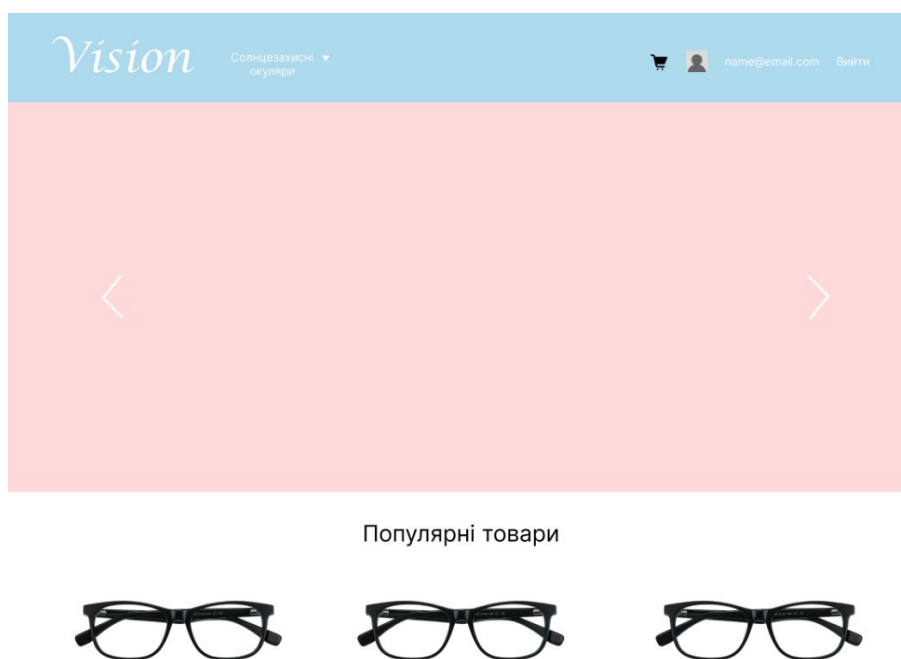 Vision
Солнцезахисні ▼
окуляри
name@email.com
Вийти
Популярні товари